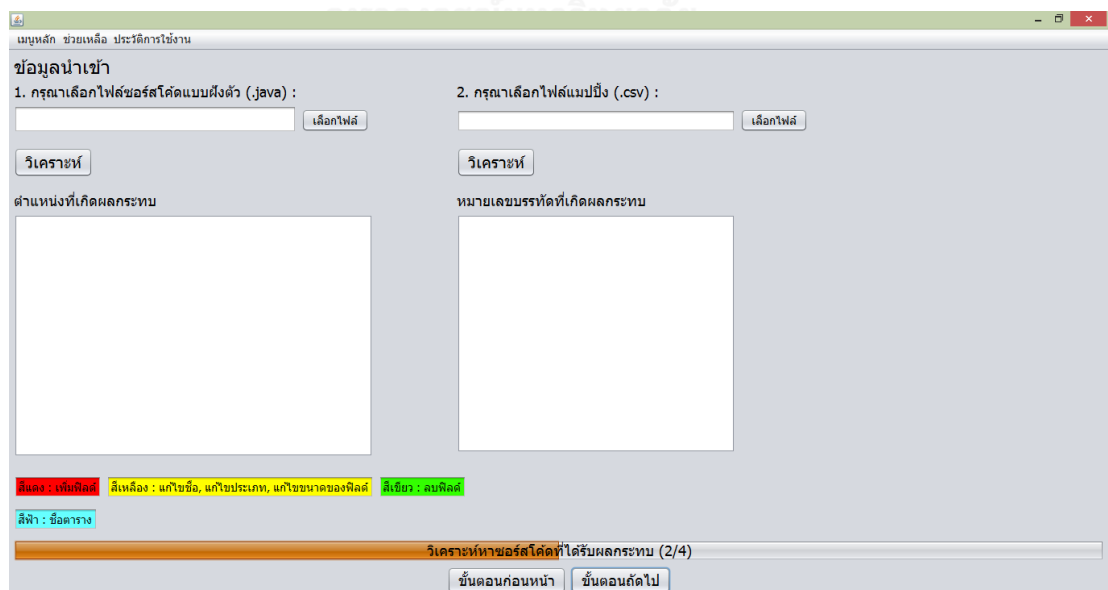 เมนูหลัก ช่วยเหลือ ประวัติการใช้งาน
ข้อมูลนำเข้า
1. กรุณาเลือกไฟล์ซอร์สโค้ดแบบฝังตัว (.java) :
2. กรุณาเลือกไฟล์แมปปิ้ง (.csv) :
เลือกไฟล์
เลือกไฟล์
วิเคราะห์
วิเคราะห์
ตำแหน่งที่เกิดผลกระทบ
หมายเลขบรรทัดที่เกิดผลกระทบ
สีแดง : เพิ่มฟิลด์
สีเหลือง : แก้ไขชื่อ, แก้ไขประเภท, แก้ไขขนาดของฟิลด์
สีเขียว : ลบฟิลด์
สีฟ้า : ชื่อตาราง
วิเคราะห์หาซอร์สโค้ดที่ได้รับผลกระทบ (2/4)
ขั้นตอนก่อนหน้า
ขั้นตอนถัดไป